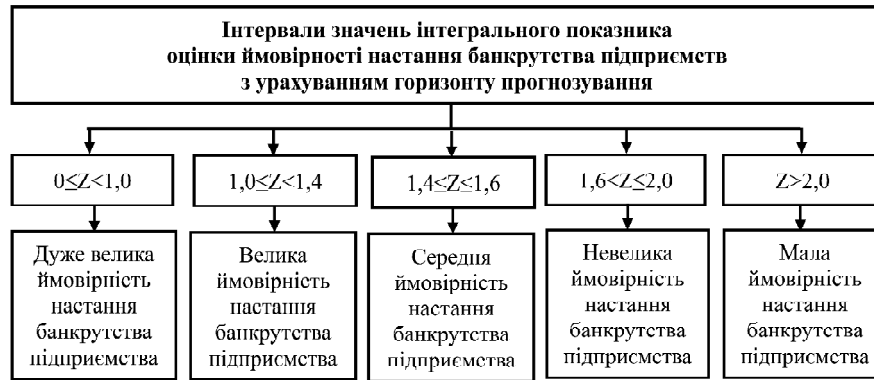 Інтервали значень інтегрального показника
оцінки ймовірності настання банкрутства підприємств
з урахуванням горизонту прогнозування
0≤Z<1,0
1,0≤Z<1,4
1,4≤Z≤1,6
1,6<Z≤2,0
Z>2,0
Дуже велика
ймовірність
настання
банкрутства
підприємства
Велика
ймовірність
настання
банкрутства
підприємства
Середня
ймовірність
настання
банкрутства
підприємства
Невелика
ймовірність
настання
банкрутства
підприємства
Мала
ймовірність
настання
банкрутства
підприємства